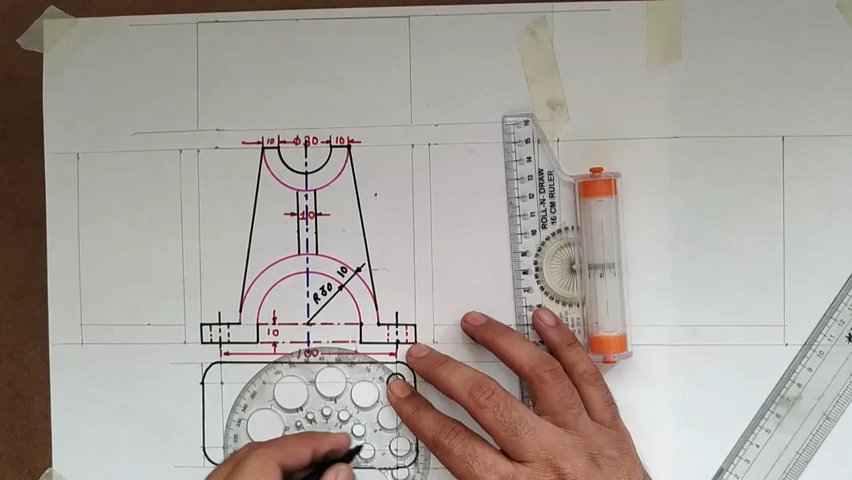 10 Φ30 10
10
R30 10
10
100
ROLL-N-DRAW
16 CM RULER